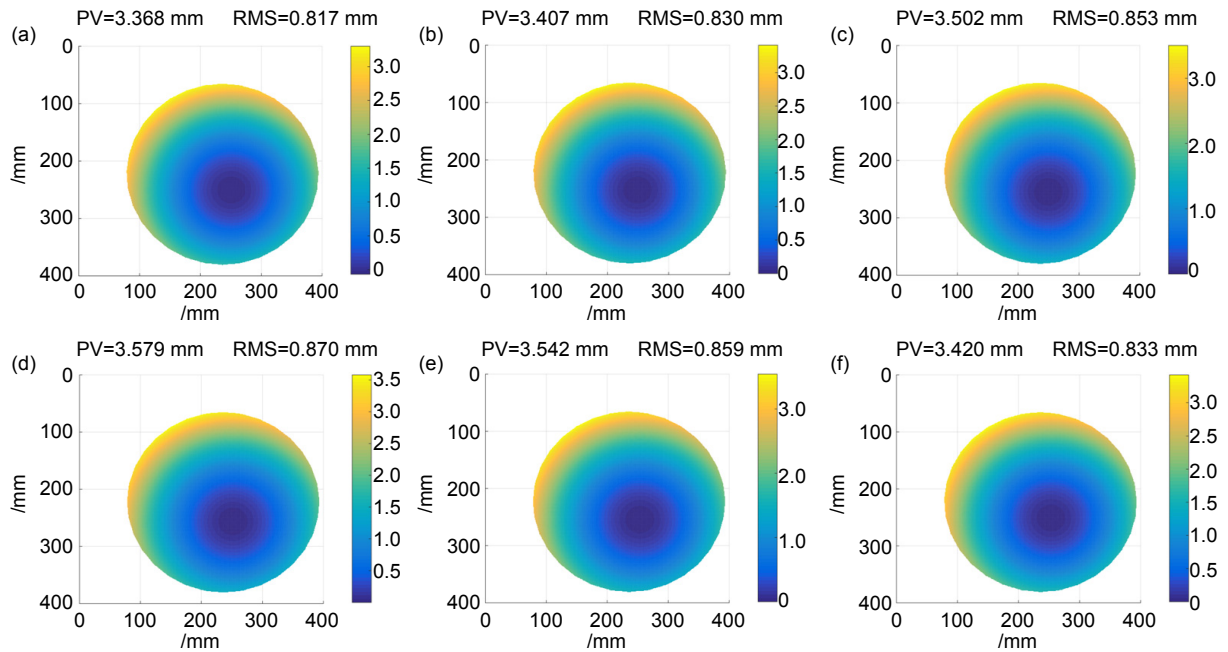 (a) PV=3.368 mm RMS=0.817 mm
0
100
200
300
400
/mm
0 100 200 300 400
/mm
3.0
2.5
2.0
1.5
1.0
0.5
0
(b) PV=3.407 mm RMS=0.830 mm
0
100
200
300
400
/mm
0 100 200 300 400
/mm
3.0
2.5
2.0
1.5
1.0
0.5
0
(c) PV=3.502 mm RMS=0.853 mm
0
100
200
300
400
/mm
0 100 200 300 400
/mm
3.0
2.0
1.0
0
(d) PV=3.579 mm RMS=0.870 mm
0
100
200
300
400
/mm
0 100 200 300 400
/mm
3.5
3.0
2.5
2.0
1.5
1.0
0.5
(e) PV=3.542 mm RMS=0.859 mm
0
100
200
300
400
/mm
0 100 200 300 400
/mm
3.0
2.0
1.0
0
(f) PV=3.420 mm RMS=0.833 mm
0
100
200
300
400
/mm
0 100 200 300 400
/mm
3.0
2.5
2.0
1.5
1.0
0.5
0